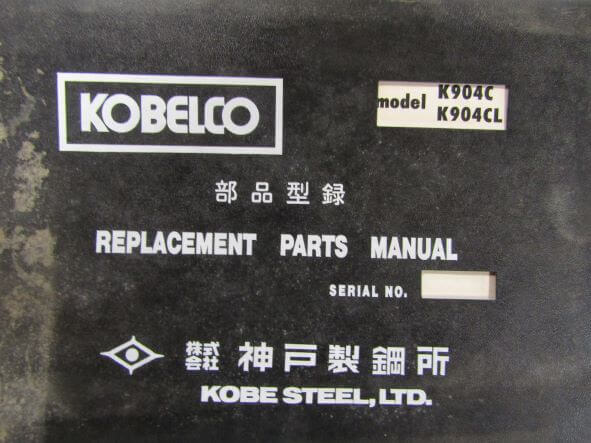 KOBELCO
model K904C
K904CL
部品型録
REPLACEMENT PARTS MANUAL
SERIAL NO.
株式会社 神戸製鋼所
KOBE STEEL, LTD.